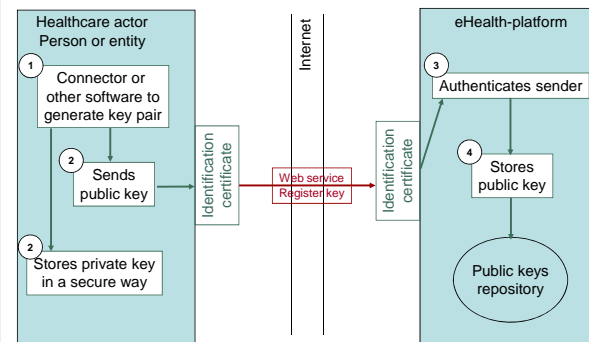 Healthcare actor
Person or entity
1
Connector or
other software to
generate key pair
2
Sends
public key
2
Stores private key
in a secure way
Identification
certificate
Internet
Web service
Register key
Identification
certificate
eHealth-platform
3
Authenticates sender
4
Stores
public key
Public keys
repository